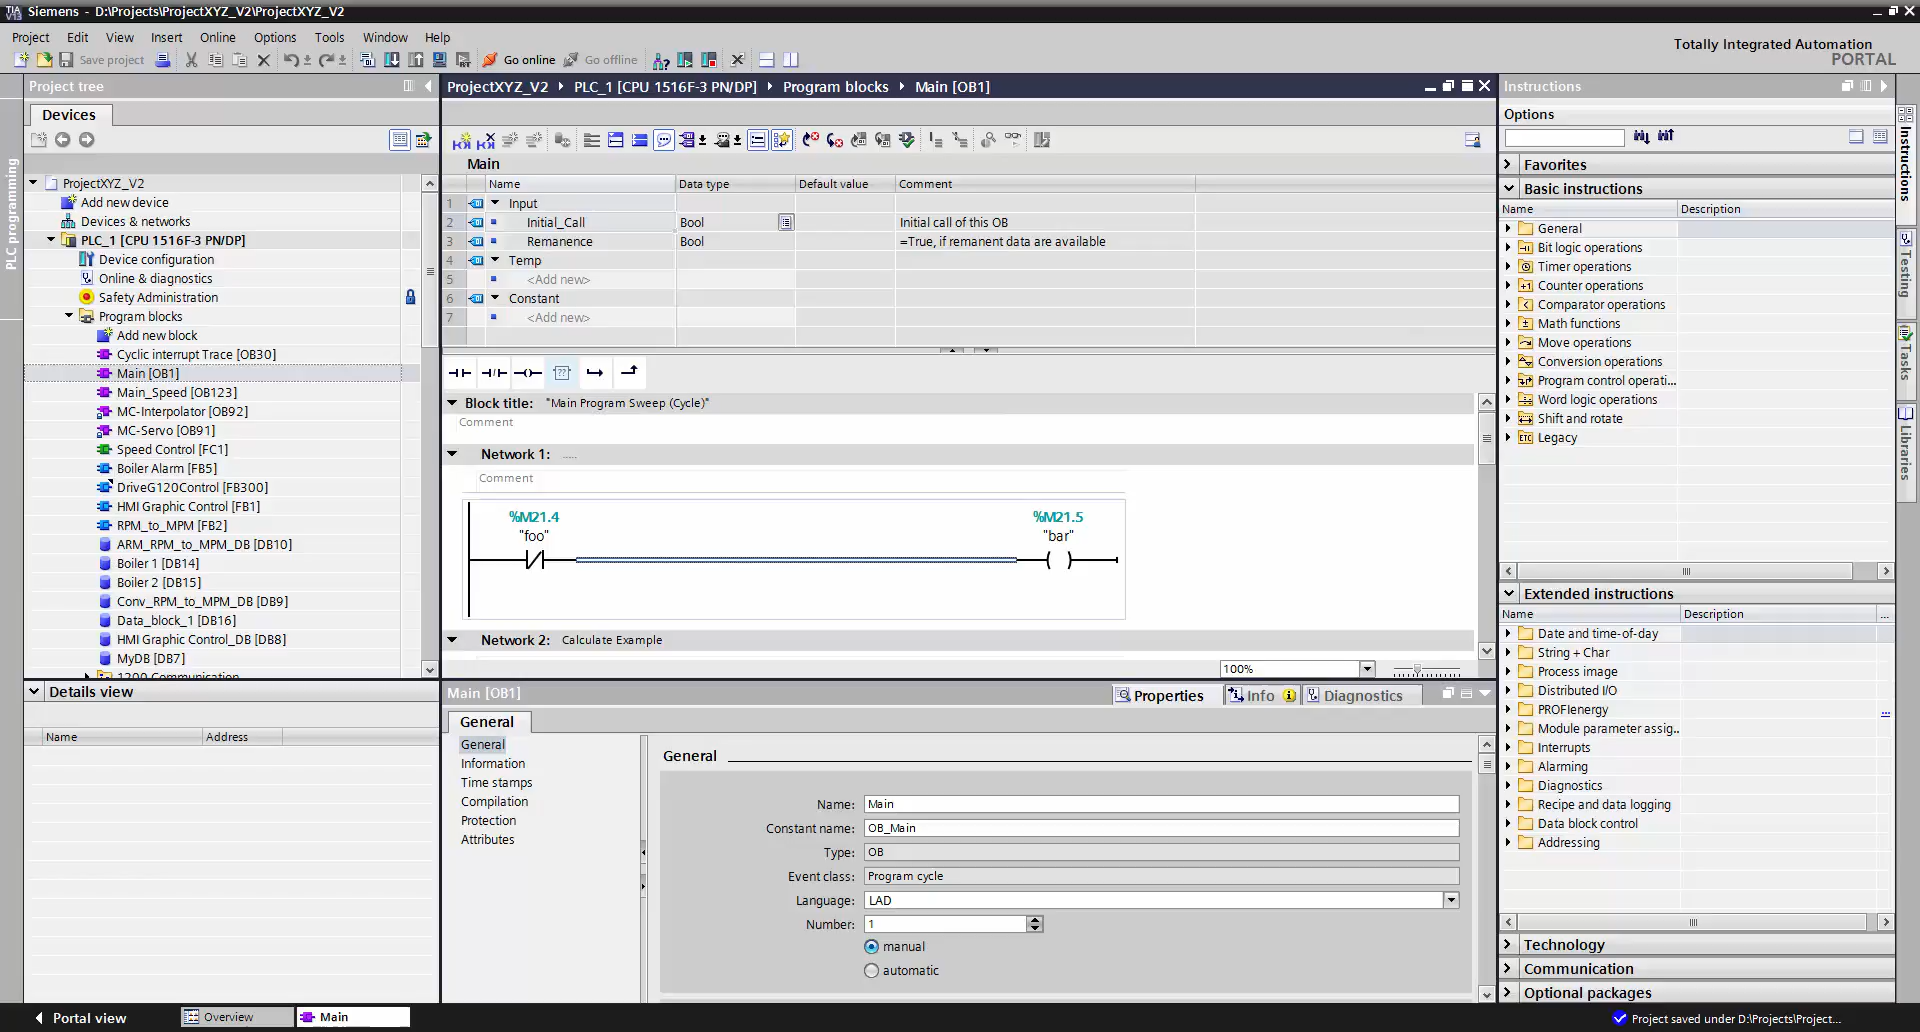 TIA V13 Siemens - D:\Projects\ProjectXYZ_V2\ProjectXYZ_V2
Project Edit View Insert Online Options Tools Window Help
Totally Integrated Automation
PORTAL
Save project Go online Go offline
Project tree
Devices
PLC programming
ProjectXYZ_V2
Add new device
Devices & networks
PLC_1 [CPU 1516F-3 PN/DP]
Device configuration
Online & diagnostics
Safety Administration
Program blocks
Add new block
Cyclic interrupt Trace [OB30]
Main [OB1]
Main_Speed [OB123]
MC-Interpolator [OB92]
MC-Servo [OB91]
Speed Control [FC1]
Boiler Alarm [FB5]
DriveG120Control [FB300]
HMI Graphic Control [FB1]
RPM_to_MPM [FB2]
ARM_RPM_to_MPM_DB [DB10]
Boiler 1 [DB14]
Boiler 2 [DB15]
Conv_RPM_to_MPM_DB [DB9]
Data_block_1 [DB16]
HMI Graphic Control_DB [DB8]
MyDB [DB7]
1200 Communication
Details view
Name Address
ProjectXYZ_V2 PLC_1 [CPU 1516F-3 PN/DP] Program blocks Main [OB1]
Main
Name Data type Default value Comment
1 Input
2 Initial_Call Bool Initial call of this OB
3 Remanence Bool =True, if remanent data are available
4 Temp
5 <Add new>
6 Constant
7 <Add new>
??
Block title: "Main Program Sweep (Cycle)"
Comment
Network 1: .....
Comment
%M21.4 %M21.5
"foo" "bar"
Network 2: Calculate Example
100%
Main [OB1] Properties Info Diagnostics
General
General
Information
Time stamps
Compilation
Protection
Attributes
General
Name: Main
Constant name: OB_Main
Type: OB
Event class: Program cycle
Language: LAD
Number: 1
manual
automatic
Instructions
Options
Favorites
Basic instructions
Name Description
General
Bit logic operations
Timer operations
Counter operations
Comparator operations
Math functions
Move operations
Conversion operations
Program control operati...
Word logic operations
Shift and rotate
Legacy
Extended instructions
Name Description ...
Date and time-of-day
String + Char
Process image
Distributed I/O
PROFIenergy ...
Module parameter assig..
Interrupts
Alarming
Diagnostics
Recipe and data logging
Data block control
Addressing
Technology
Communication
Optional packages
Instructions
Testing
Tasks
Libraries
Portal view Overview Main
Project saved under D:\Projects\Project...